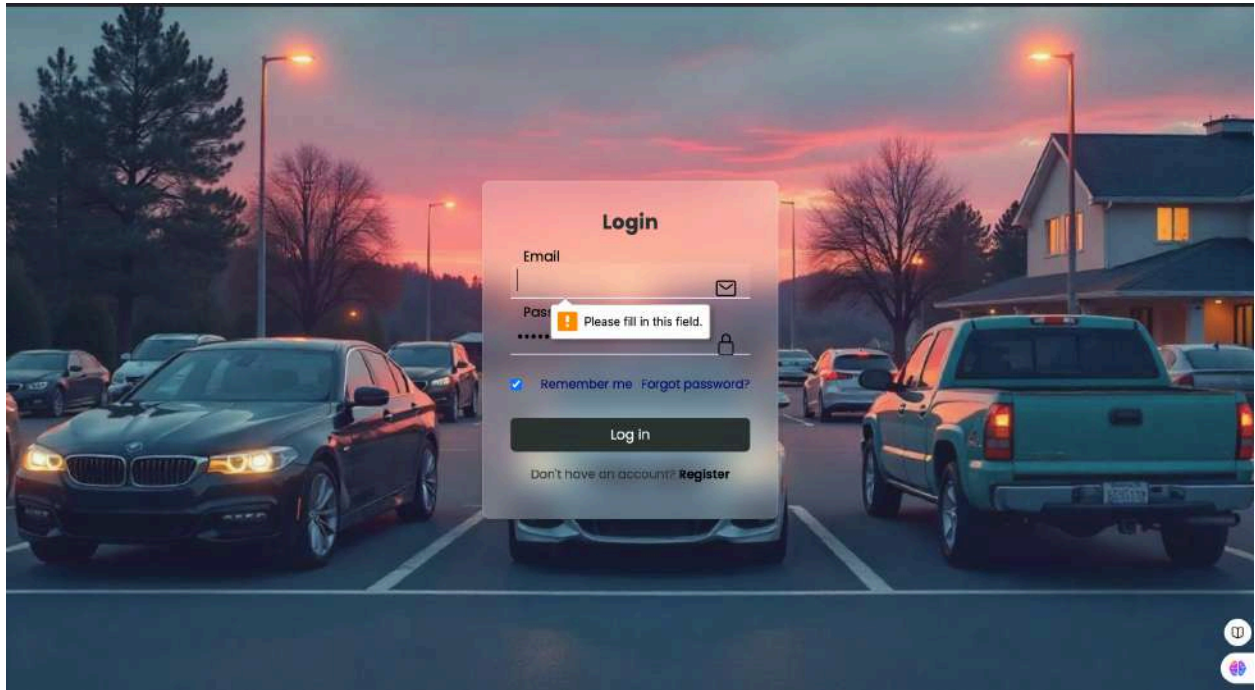 Login
Email
Please fill in this field.
Remember me Forgot password?
Log in
Don't have an account? Register